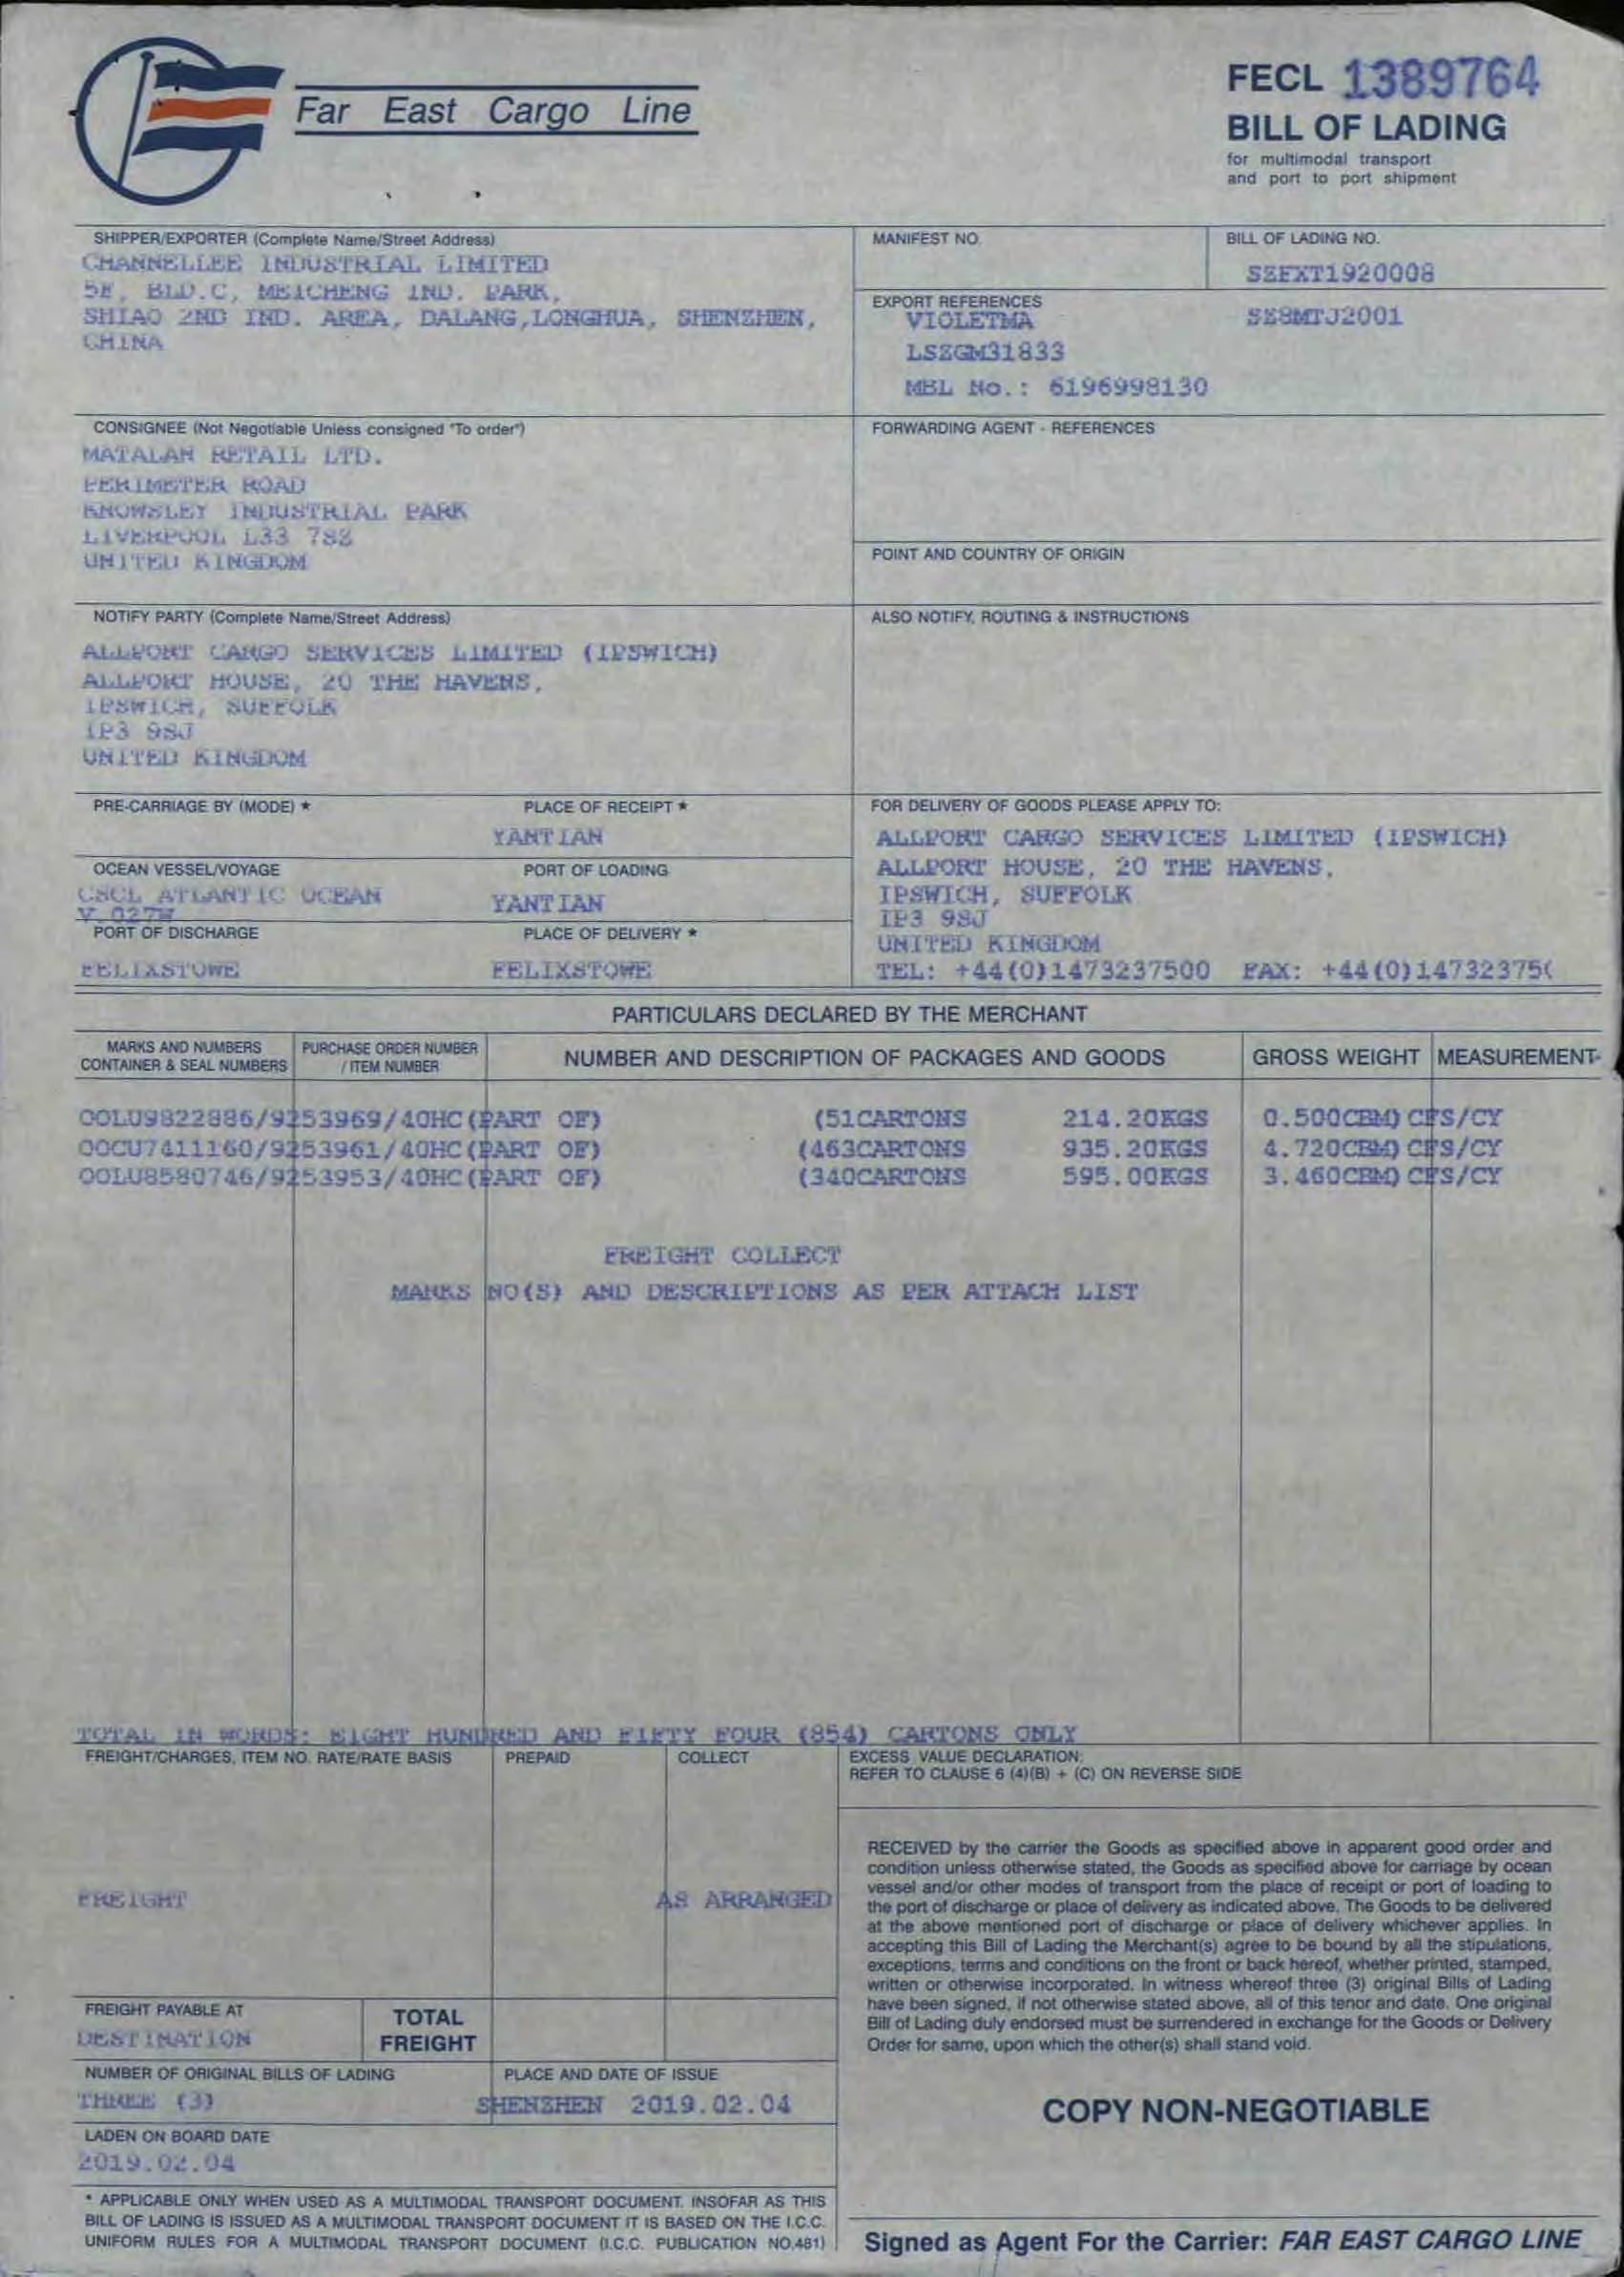 Far East Cargo Line
FECL 1389764
BILL OF LADING
for multimodal transport
and port to port shipment
SHIPPER/EXPORTER (Complete Name/Street Address)
CHANNELLEE INDUSTRIAL LIMITED
5F, BLD.C, MEICHENG IND. PARK,
SHIAO 2ND IND. AREA, DALANG,LONGHUA, SHENZHEN,
CHINA
MANIFEST NO.
BILL OF LADING NO.
SZFXT1920008
EXPORT REFERENCES
VIOLETMA SZ8MTJ2001
LSZGM31833
MBL No.: 6196998130
CONSIGNEE (Not Negotiable Unless consigned "To order")
MATALAN RETAIL LTD.
PERIMETER ROAD
KNOWSLEY INDUSTRIAL PARK
LIVERPOOL L33 7SZ
UNITED KINGDOM
FORWARDING AGENT - REFERENCES
POINT AND COUNTRY OF ORIGIN
NOTIFY PARTY (Complete Name/Street Address)
ALLPORT CARGO SERVICES LIMITED (IPSWICH)
ALLPORT HOUSE, 20 THE HAVENS,
IPSWICH, SUFFOLK
IP3 9SJ
UNITED KINGDOM
ALSO NOTIFY, ROUTING & INSTRUCTIONS
PRE-CARRIAGE BY (MODE) *
PLACE OF RECEIPT *
YANTIAN
OCEAN VESSEL/VOYAGE
CSCL ATLANTIC OCEAN
V.027W
PORT OF LOADING
YANTIAN
PORT OF DISCHARGE
FELIXSTOWE
PLACE OF DELIVERY *
FELIXSTOWE
FOR DELIVERY OF GOODS PLEASE APPLY TO:
ALLPORT CARGO SERVICES LIMITED (IPSWICH)
ALLPORT HOUSE, 20 THE HAVENS,
IPSWICH, SUFFOLK
IP3 9SJ
UNITED KINGDOM
TEL: +44(0)1473237500 FAX: +44(0)14732375(
PARTICULARS DECLARED BY THE MERCHANT
MARKS AND NUMBERS
CONTAINER & SEAL NUMBERS
PURCHASE ORDER NUMBER
/ ITEM NUMBER
NUMBER AND DESCRIPTION OF PACKAGES AND GOODS
GROSS WEIGHT
MEASUREMENT
OOLU9822886/9253969/40HC(PART OF) (51CARTONS 214.20KGS 0.500CBM) CFS/CY
OOCU7411160/9253961/40HC(PART OF) (463CARTONS 935.20KGS 4.720CBM) CFS/CY
OOLU8580746/9253953/40HC(PART OF) (340CARTONS 595.00KGS 3.460CBM) CFS/CY
FREIGHT COLLECT
MARKS NO(S) AND DESCRIPTIONS AS PER ATTACH LIST
TOTAL IN WORDS: EIGHT HUNDRED AND FIFTY FOUR (854) CARTONS ONLY
FREIGHT/CHARGES, ITEM NO. RATE/RATE BASIS
PREPAID
COLLECT
FREIGHT
AS ARRANGED
EXCESS VALUE DECLARATION:
REFER TO CLAUSE 6 (4)(B) + (C) ON REVERSE SIDE
RECEIVED by the carrier the Goods as specified above in apparent good order and
condition unless otherwise stated, the Goods as specified above for carriage by ocean
vessel and/or other modes of transport from the place of receipt or port of loading to
the port of discharge or place of delivery as indicated above. The Goods to be delivered
at the above mentioned port of discharge or place of delivery whichever applies. In
accepting this Bill of Lading the Merchant(s) agree to be bound by all the stipulations,
exceptions, terms and conditions on the front or back hereof, whether printed, stamped,
written or otherwise incorporated. In witness whereof three (3) original Bills of Lading
have been signed, if not otherwise stated above, all of this tenor and date. One original
Bill of Lading duly endorsed must be surrendered in exchange for the Goods or Delivery
Order for same, upon which the other(s) shall stand void.
FREIGHT PAYABLE AT
DESTINATION
TOTAL
FREIGHT
NUMBER OF ORIGINAL BILLS OF LADING
THREE (3)
PLACE AND DATE OF ISSUE
SHENZHEN 2019.02.04
LADEN ON BOARD DATE
2019.02.04
COPY NON-NEGOTIABLE
* APPLICABLE ONLY WHEN USED AS A MULTIMODAL TRANSPORT DOCUMENT. INSOFAR AS THIS
BILL OF LADING IS ISSUED AS A MULTIMODAL TRANSPORT DOCUMENT IT IS BASED ON THE I.C.C.
UNIFORM RULES FOR A MULTIMODAL TRANSPORT DOCUMENT (I.C.C. PUBLICATION NO.481)
Signed as Agent For the Carrier: FAR EAST CARGO LINE